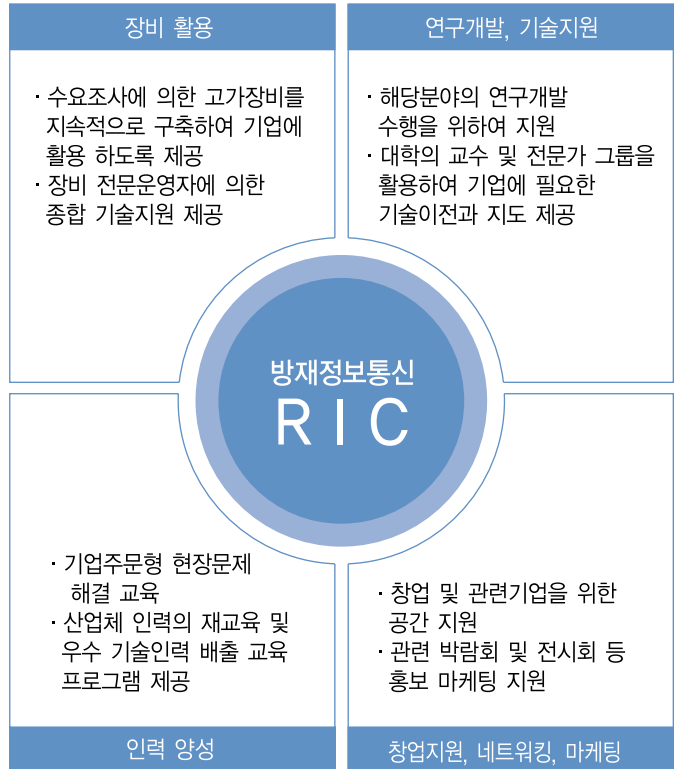 장비 활용
· 수요조사에 의한 고가장비를
지속적으로 구축하여 기업에
활용 하도록 제공
· 장비 전문운영자에 의한
종합 기술지원 제공
연구개발, 기술지원
· 해당분야의 연구개발
수행을 위하여 지원
· 대학의 교수 및 전문가 그룹을
활용하여 기업에 필요한
기술이전과 지도 제공
방재정보통신
RIC
· 기업주문형 현장문제
해결 교육
· 산업체 인력의 재교육 및
우수 기술인력 배출 교육
프로그램 제공
인력 양성
· 창업 및 관련기업을 위한
공간 지원
· 관련 박람회 및 전시회 등
홍보 마케팅 지원
창업지원, 네트워킹, 마케팅